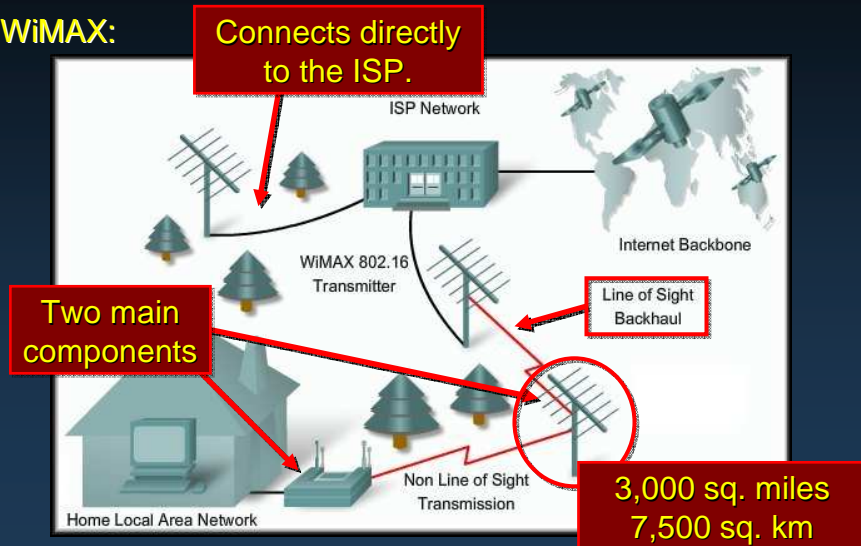 WiMAX:
Connects directly
to the ISP.
ISP Network
Internet Backbone
WiMAX 802.16
Transmitter
Line of Sight
Backhaul
Two main
components
Non Line of Sight
Transmission
Home Local Area Network
3,000 sq. miles
7,500 sq. km